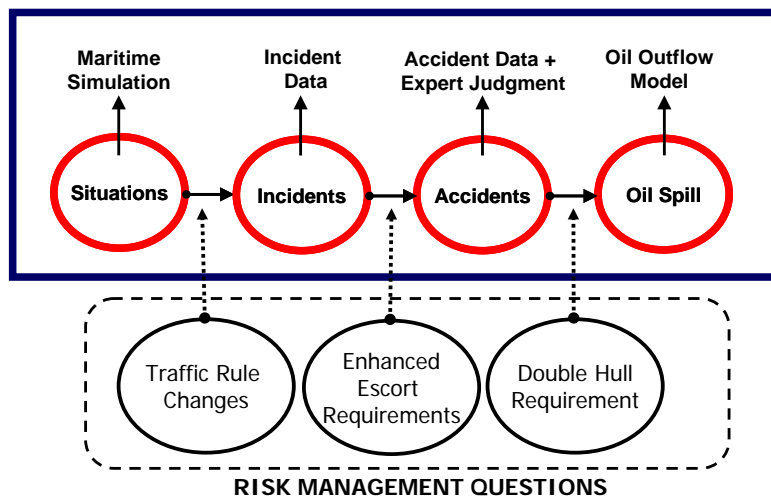 Maritime
Simulation
Incident
Data
Accident Data +
Expert Judgment
Oil Outflow
Model
Situations
Incidents
Accidents
Oil Spill
Traffic Rule
Changes
Enhanced
Escort
Requirements
Double Hull
Requirement
RISK MANAGEMENT QUESTIONS